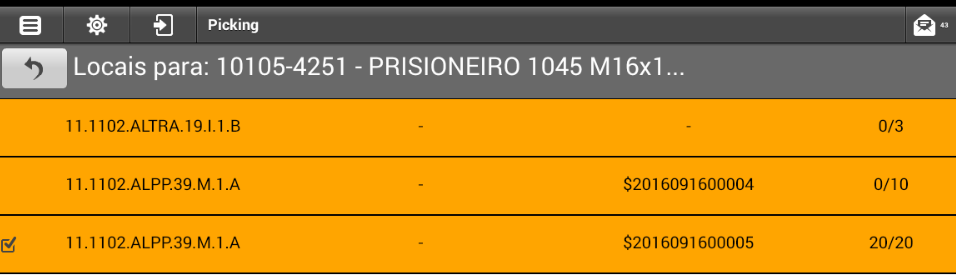 Picking 43
Locais para: 10105-4251 - PRISIONEIRO 1045 M16x1...
11.1102.ALTRA.19.I.1.B - - 0/3
11.1102.ALPP.39.M.1.A - $2016091600004 0/10
11.1102.ALPP.39.M.1.A - $2016091600005 20/20